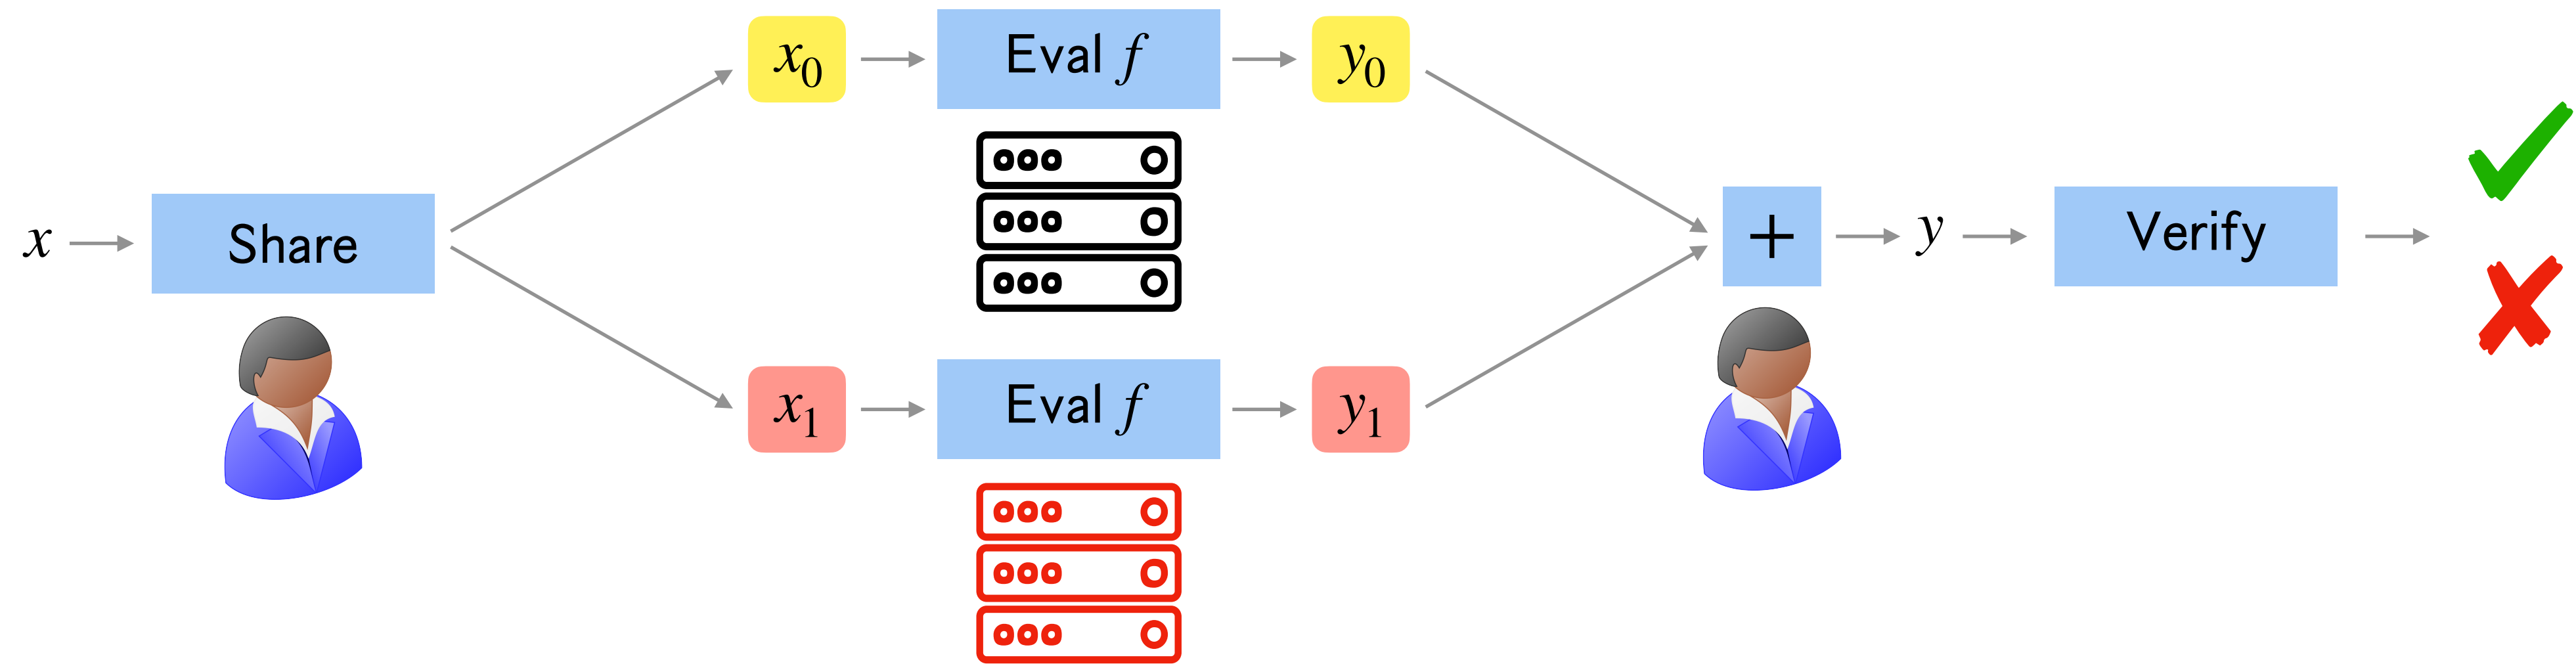 x
Share
x₀
Eval f
y₀
x₁
Eval f
y₁
+
y
Verify